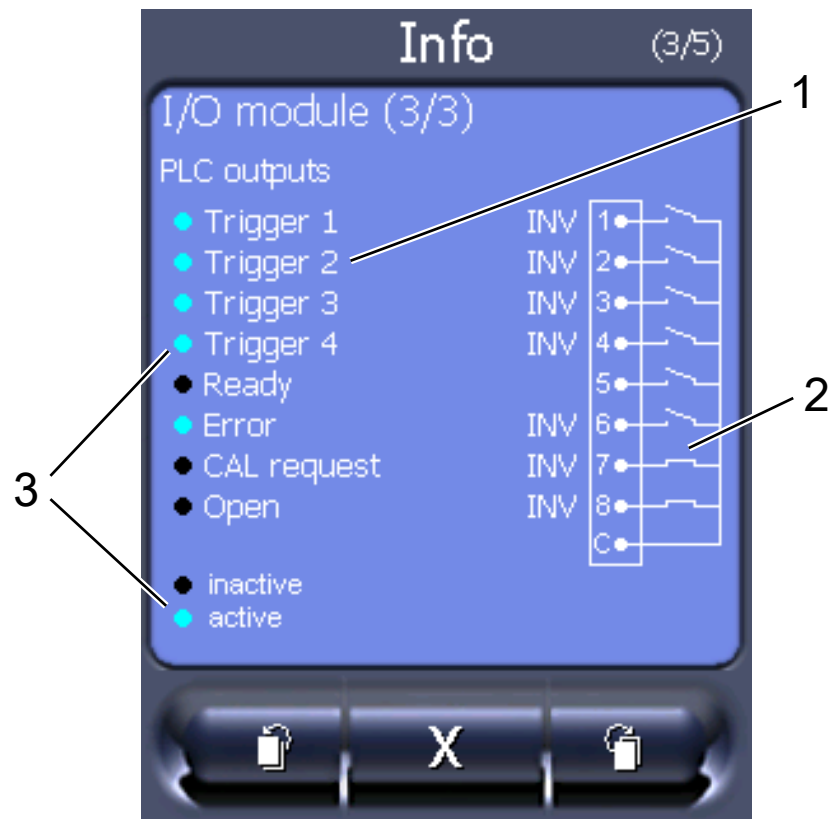 Info (3/5)
1
I/O module (3/3)
PLC outputs
Trigger 1 INV 1
Trigger 2 INV 2
Trigger 3 INV 3
Trigger 4 INV 4
Ready 5
2
Error INV 6
CAL request INV 7
3
Open INV 8
C
inactive
active
X